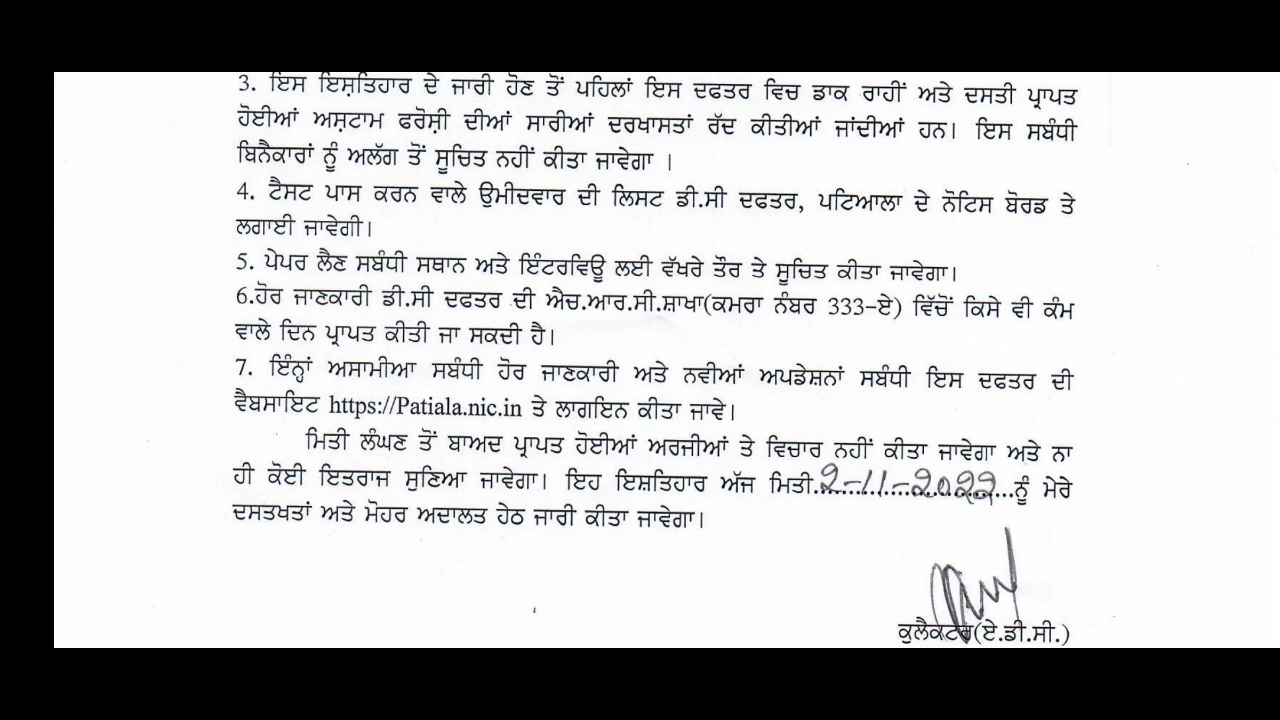 3. ਇਸ ਇਸ਼ਤਿਹਾਰ ਦੇ ਜਾਰੀ ਹੋਣ ਤੋਂ ਪਹਿਲਾਂ ਇਸ ਦਫਤਰ ਵਿਚ ਡਾਕ ਰਾਹੀਂ ਅਤੇ ਦਸਤੀ ਪ੍ਰਾਪਤ
ਹੋਈਆਂ ਅਸ਼ਟਾਮ ਫਰੋਸ਼ੀ ਦੀਆਂ ਸਾਰੀਆਂ ਦਰਖਾਸਤਾਂ ਰੱਦ ਕੀਤੀਆਂ ਜਾਂਦੀਆਂ ਹਨ। ਇਸ ਸਬੰਧੀ
ਬਿਨੈਕਾਰਾਂ ਨੂੰ ਅਲੱਗ ਤੋਂ ਸੂਚਿਤ ਨਹੀਂ ਕੀਤਾ ਜਾਵੇਗਾ ।
4. ਟੈਸਟ ਪਾਸ ਕਰਨ ਵਾਲੇ ਉਮੀਦਵਾਰ ਦੀ ਲਿਸਟ ਡੀ.ਸੀ ਦਫਤਰ, ਪਟਿਆਲਾ ਦੇ ਨੋਟਿਸ ਬੋਰਡ ਤੇ
ਲਗਾਈ ਜਾਵੇਗੀ।
5. ਪੇਪਰ ਲੈਣ ਸਬੰਧੀ ਸਥਾਨ ਅਤੇ ਇੰਟਰਵਿਊ ਲਈ ਵੱਖਰੇ ਤੌਰ ਤੇ ਸੂਚਿਤ ਕੀਤਾ ਜਾਵੇਗਾ।
6.ਹੋਰ ਜਾਣਕਾਰੀ ਡੀ.ਸੀ ਦਫਤਰ ਦੀ ਐਚ.ਆਰ.ਸੀ.ਸ਼ਾਖਾ(ਕਮਰਾ ਨੰਬਰ 333-ਏ) ਵਿੱਚੋਂ ਕਿਸੇ ਵੀ ਕੰਮ
ਵਾਲੇ ਦਿਨ ਪ੍ਰਾਪਤ ਕੀਤੀ ਜਾ ਸਕਦੀ ਹੈ।
7. ਇੰਨ੍ਹਾਂ ਅਸਾਮੀਆ ਸਬੰਧੀ ਹੋਰ ਜਾਣਕਾਰੀ ਅਤੇ ਨਵੀਆਂ ਅਪਡੇਸ਼ਨਾਂ ਸਬੰਧੀ ਇਸ ਦਫਤਰ ਦੀ
ਵੈਬਸਾਇਟ https://Patiala.nic.in ਤੇ ਲਾਗਇਨ ਕੀਤਾ ਜਾਵੇ।
ਮਿਤੀ ਲੰਘਣ ਤੋਂ ਬਾਅਦ ਪ੍ਰਾਪਤ ਹੋਈਆਂ ਅਰਜੀਆਂ ਤੇ ਵਿਚਾਰ ਨਹੀਂ ਕੀਤਾ ਜਾਵੇਗਾ ਅਤੇ ਨਾ
ਹੀ ਕੋਈ ਇਤਰਾਜ ਸੁਣਿਆ ਜਾਵੇਗਾ। ਇਹ ਇਸ਼ਤਿਹਾਰ ਅੱਜ ਮਿਤੀ 2-11-2022 ਨੂੰ ਮੇਰੇ
ਦਸਤਖਤਾਂ ਅਤੇ ਮੋਹਰ ਅਦਾਲਤ ਹੇਠ ਜਾਰੀ ਕੀਤਾ ਜਾਵੇਗਾ।
ਕੁਲੈਕਟਰ(ਏ.ਡੀ.ਸੀ.)